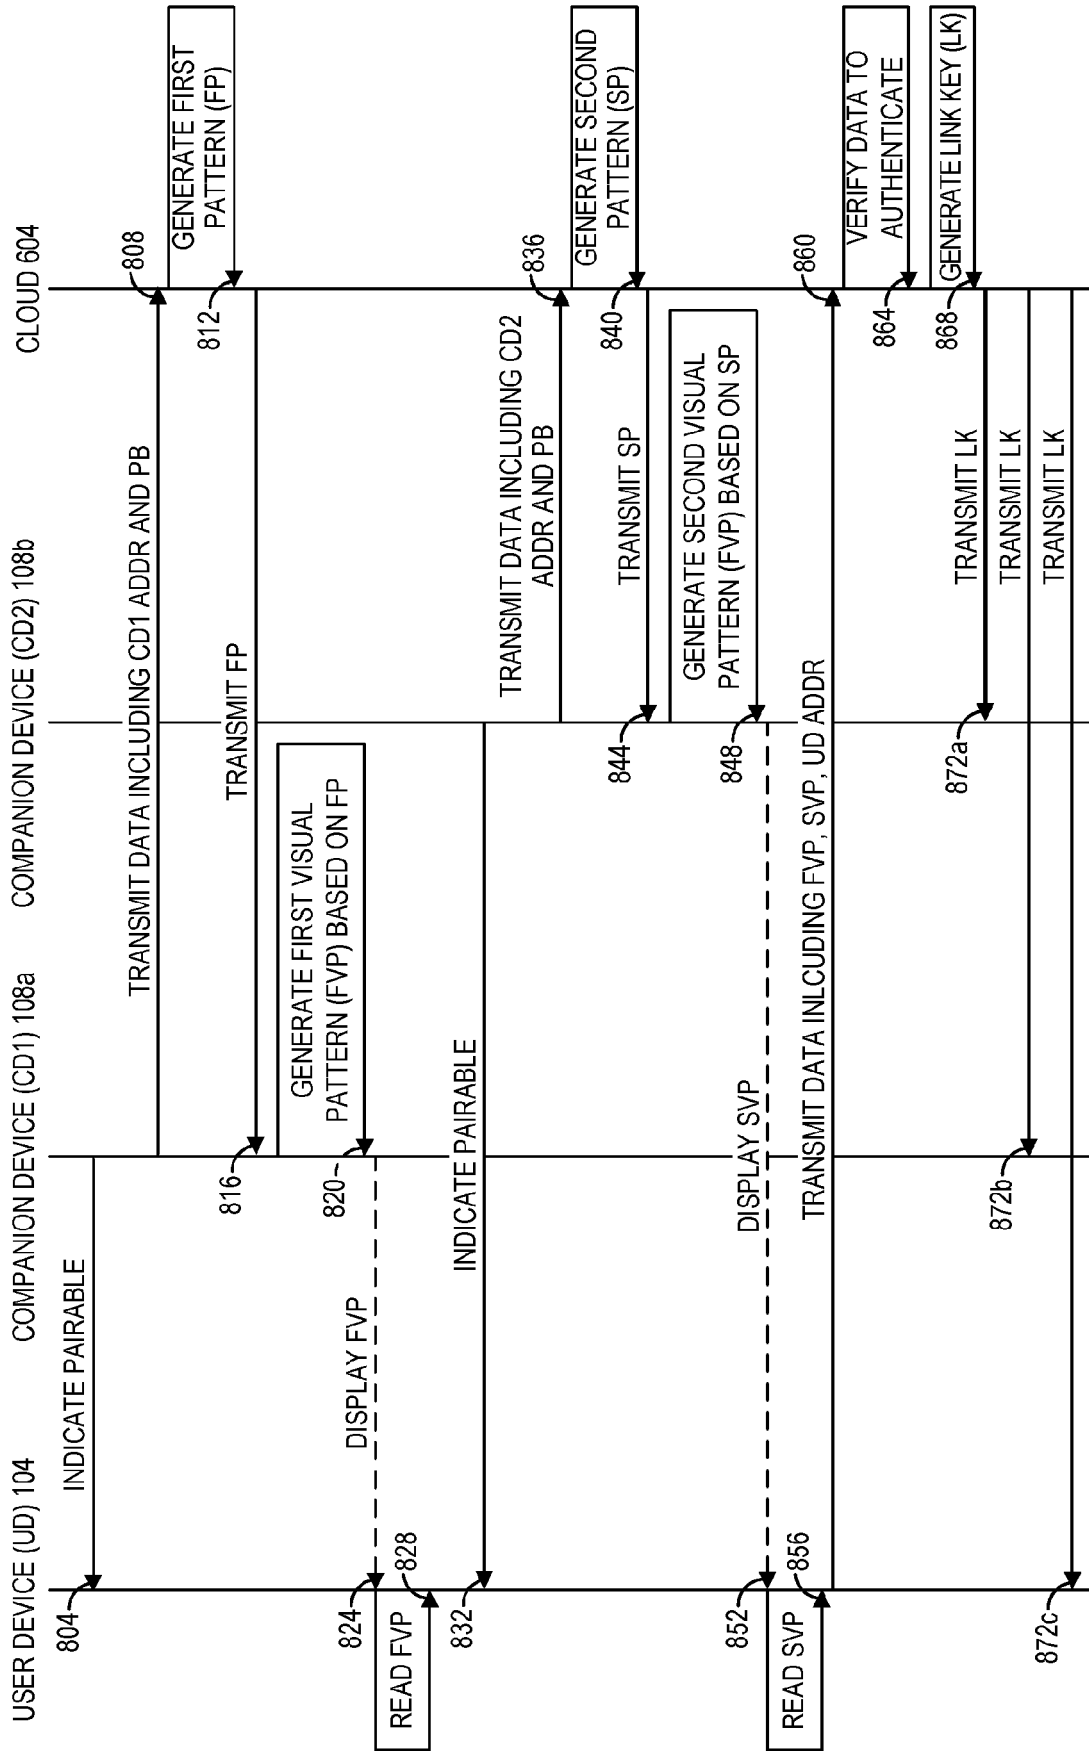 USER DEVICE (UD) 104
COMPANION DEVICE (CD1) 108a
COMPANION DEVICE (CD2) 108b
CLOUD 604
804
INDICATE PAIRABLE
TRANSMIT DATA INCLUDING CD1 ADDR AND PB
808
GENERATE FIRST
PATTERN (FP)
812
TRANSMIT FP
816
GENERATE FIRST VISUAL
PATTERN (FVP) BASED ON FP
820
DISPLAY FVP
824
READ FVP
828
INDICATE PAIRABLE
832
TRANSMIT DATA INCLUDING CD2
ADDR AND PB
836
GENERATE SECOND
PATTERN (SP)
840
TRANSMIT SP
844
GENERATE SECOND VISUAL
PATTERN (FVP) BASED ON SP
848
DISPLAY SVP
852
READ SVP
856
TRANSMIT DATA INLCUDING FVP, SVP, UD ADDR
860
VERIFY DATA TO
AUTHENTICATE
864
GENERATE LINK KEY (LK)
868
TRANSMIT LK
872a
TRANSMIT LK
872b
TRANSMIT LK
872c